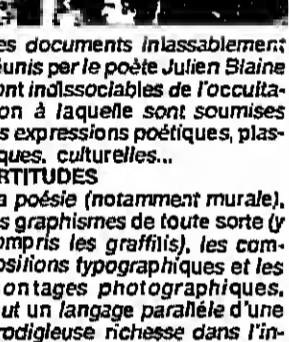 es documents inlassablement
éunis par le poète Julien Blaine
ont indissociables de l'occulta-
on à laquelle sont soumises
s expressions poétiques, plas-
ques, culturelles...
RTITUDES
a poésie (notamment murale),
s graphismes de toute sorte (y
ompris les graffitis), les com-
ositions typographiques et les
ontages photographiques,
ut un langage parallèle d'une
rodigieuse richesse dans l'in-